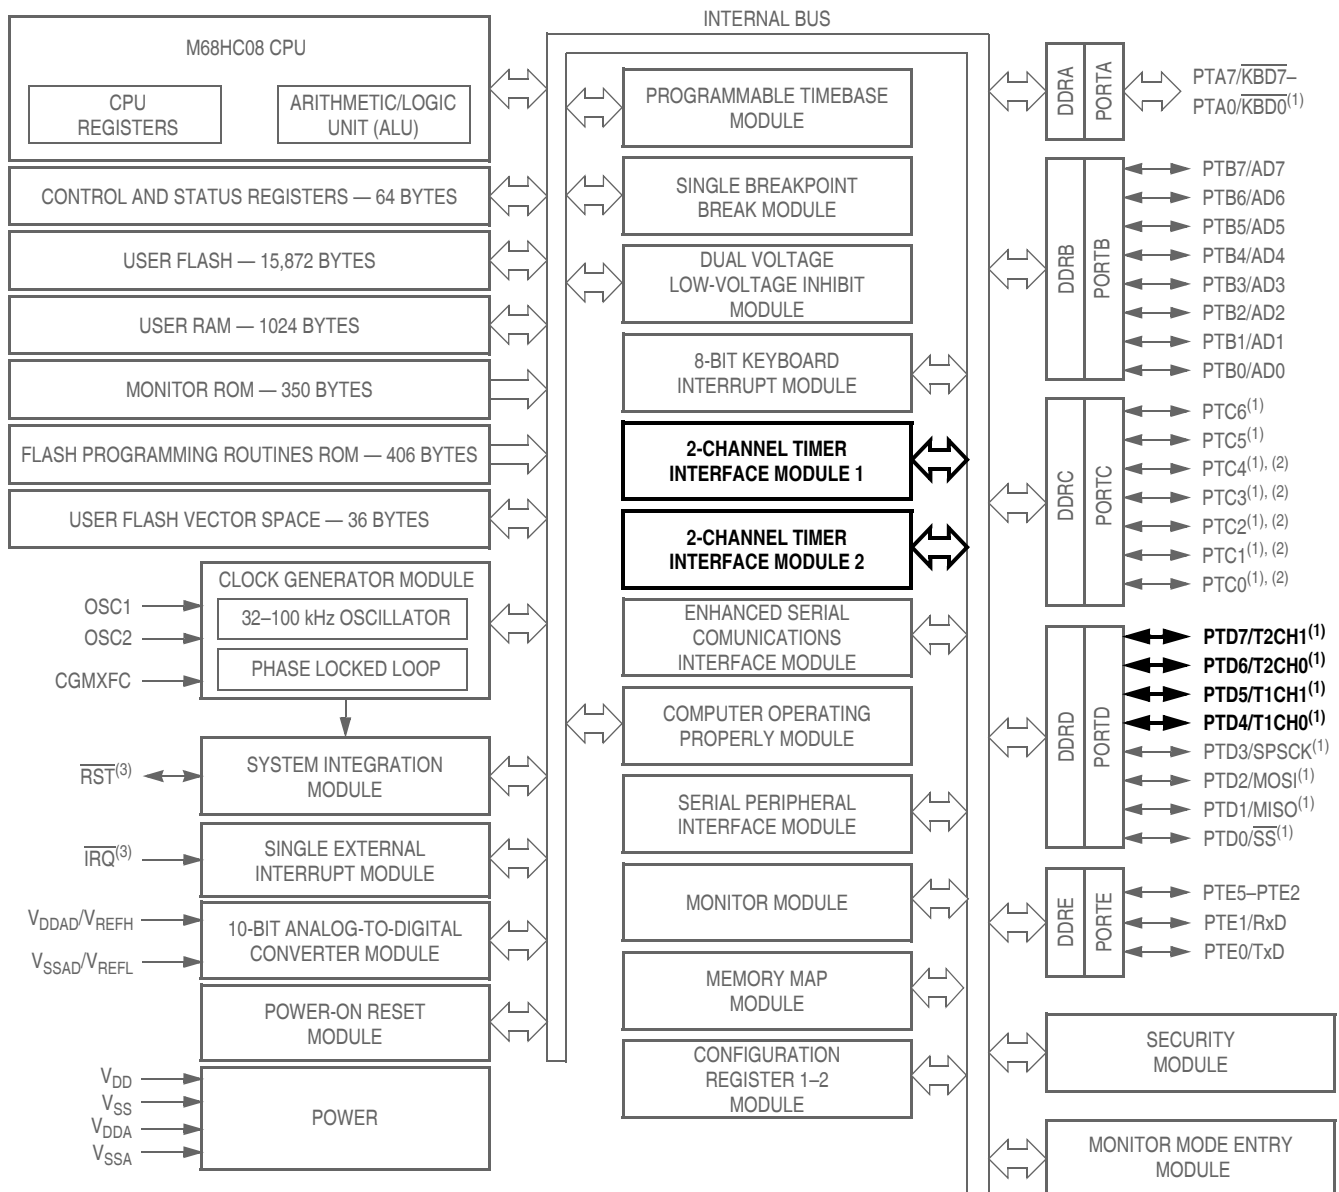 INTERNAL BUS
M68HC08 CPU
CPU
REGISTERS
ARITHMETIC/LOGIC
UNIT (ALU)
CONTROL AND STATUS REGISTERS — 64 BYTES
USER FLASH — 15,872 BYTES
USER RAM — 1024 BYTES
MONITOR ROM — 350 BYTES
FLASH PROGRAMMING ROUTINES ROM — 406 BYTES
USER FLASH VECTOR SPACE — 36 BYTES
CLOCK GENERATOR MODULE
32–100 kHz OSCILLATOR
PHASE LOCKED LOOP
OSC1
OSC2
CGMXFC
SYSTEM INTEGRATION
MODULE
RST(3)
SINGLE EXTERNAL
INTERRUPT MODULE
IRQ(3)
10-BIT ANALOG-TO-DIGITAL
CONVERTER MODULE
VDDAD/VREFH
VSSAD/VREFL
POWER-ON RESET
MODULE
POWER
VDD
VSS
VDDA
VSSA
PROGRAMMABLE TIMEBASE
MODULE
SINGLE BREAKPOINT
BREAK MODULE
DUAL VOLTAGE
LOW-VOLTAGE INHIBIT
MODULE
8-BIT KEYBOARD
INTERRUPT MODULE
2-CHANNEL TIMER
INTERFACE MODULE 1
2-CHANNEL TIMER
INTERFACE MODULE 2
ENHANCED SERIAL
COMUNICATIONS
INTERFACE MODULE
COMPUTER OPERATING
PROPERLY MODULE
SERIAL PERIPHERAL
INTERFACE MODULE
MONITOR MODULE
MEMORY MAP
MODULE
CONFIGURATION
REGISTER 1–2
MODULE
DDRA
PORTA
PTA7/KBD7–
PTA0/KBD0(1)
DDRB
PORTB
PTB7/AD7
PTB6/AD6
PTB5/AD5
PTB4/AD4
PTB3/AD3
PTB2/AD2
PTB1/AD1
PTB0/AD0
DDRC
PORTC
PTC6(1)
PTC5(1)
PTC4(1), (2)
PTC3(1), (2)
PTC2(1), (2)
PTC1(1), (2)
PTC0(1), (2)
DDRD
PORTD
PTD7/T2CH1(1)
PTD6/T2CH0(1)
PTD5/T1CH1(1)
PTD4/T1CH0(1)
PTD3/SPSCK(1)
PTD2/MOSI(1)
PTD1/MISO(1)
PTD0/SS(1)
DDRE
PORTE
PTE5–PTE2
PTE1/RxD
PTE0/TxD
SECURITY
MODULE
MONITOR MODE ENTRY
MODULE